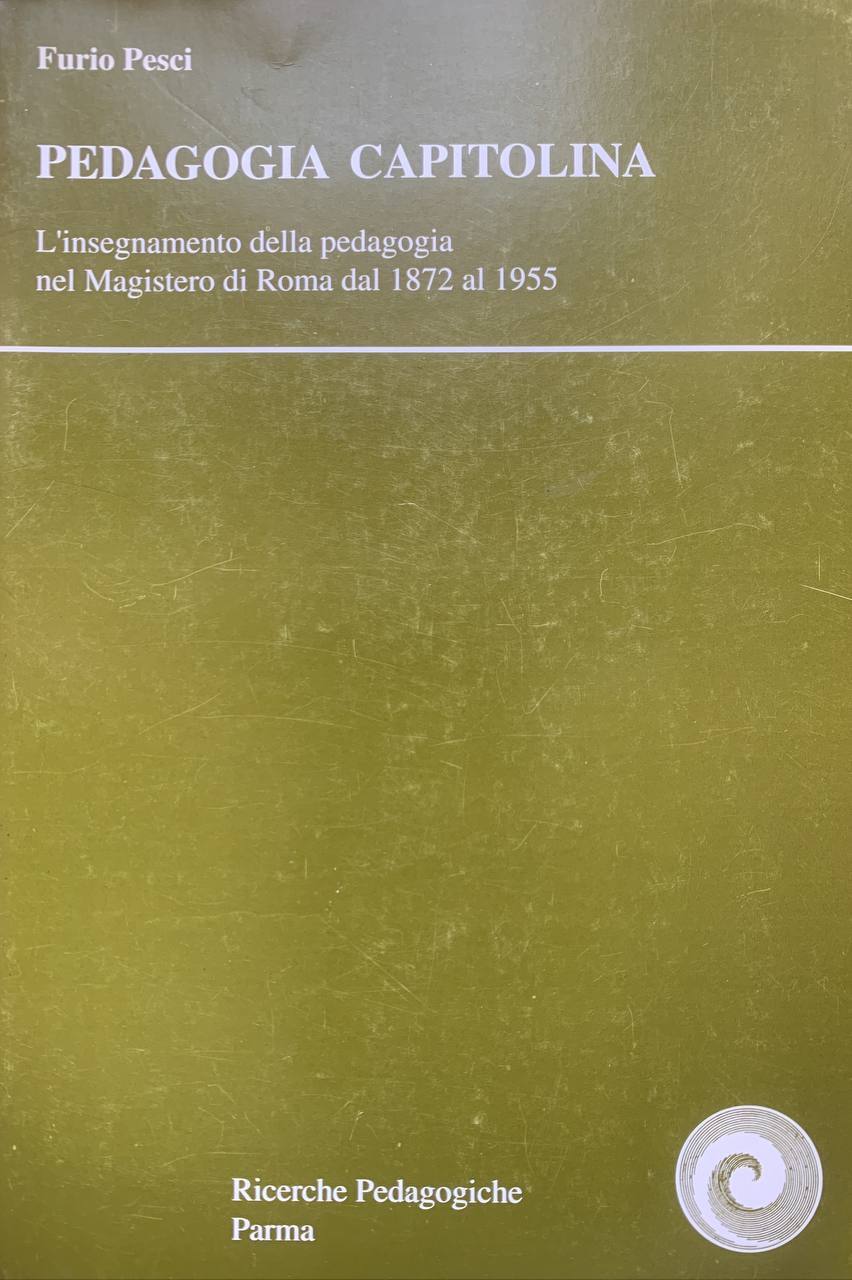 Furio Pesci
PEDAGOGIA CAPITOLINA
L'insegnamento della pedagogia
nel Magistero di Roma dal 1872 al 1955
Ricerche Pedagogiche
Parma